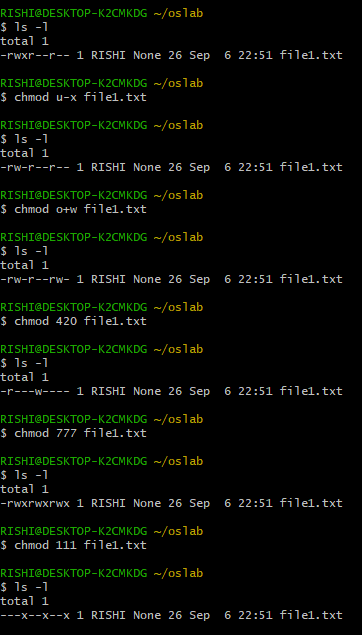 RISHI@DESKTOP-K2CMKDG ~/oslab
$ ls -l
total 1
-rwxr--r-- 1 RISHI None 26 Sep  6 22:51 file1.txt
RISHI@DESKTOP-K2CMKDG ~/oslab
$ chmod u-x file1.txt
RISHI@DESKTOP-K2CMKDG ~/oslab
$ ls -l
total 1
-rw-r--r-- 1 RISHI None 26 Sep  6 22:51 file1.txt
RISHI@DESKTOP-K2CMKDG ~/oslab
$ chmod o+w file1.txt
RISHI@DESKTOP-K2CMKDG ~/oslab
$ ls -l
total 1
-rw-r--rw- 1 RISHI None 26 Sep  6 22:51 file1.txt
RISHI@DESKTOP-K2CMKDG ~/oslab
$ chmod 420 file1.txt
RISHI@DESKTOP-K2CMKDG ~/oslab
$ ls -l
total 1
-r---w---- 1 RISHI None 26 Sep  6 22:51 file1.txt
RISHI@DESKTOP-K2CMKDG ~/oslab
$ chmod 777 file1.txt
RISHI@DESKTOP-K2CMKDG ~/oslab
$ ls -l
total 1
-rwxrwxrwx 1 RISHI None 26 Sep  6 22:51 file1.txt
RISHI@DESKTOP-K2CMKDG ~/oslab
$ chmod 111 file1.txt
RISHI@DESKTOP-K2CMKDG ~/oslab
$ ls -l
total 1
---x--x--x 1 RISHI None 26 Sep  6 22:51 file1.txt